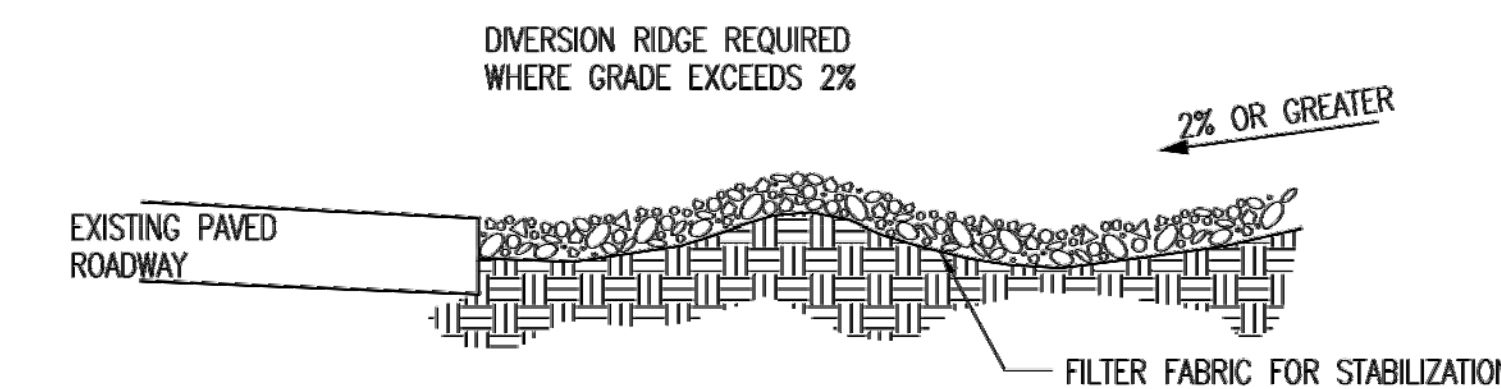 DIVERSION RIDGE REQUIRED
WHERE GRADE EXCEEDS 2%
2% OR GREATER
EXISTING PAVED
ROADWAY
FILTER FABRIC FOR STABILIZATION